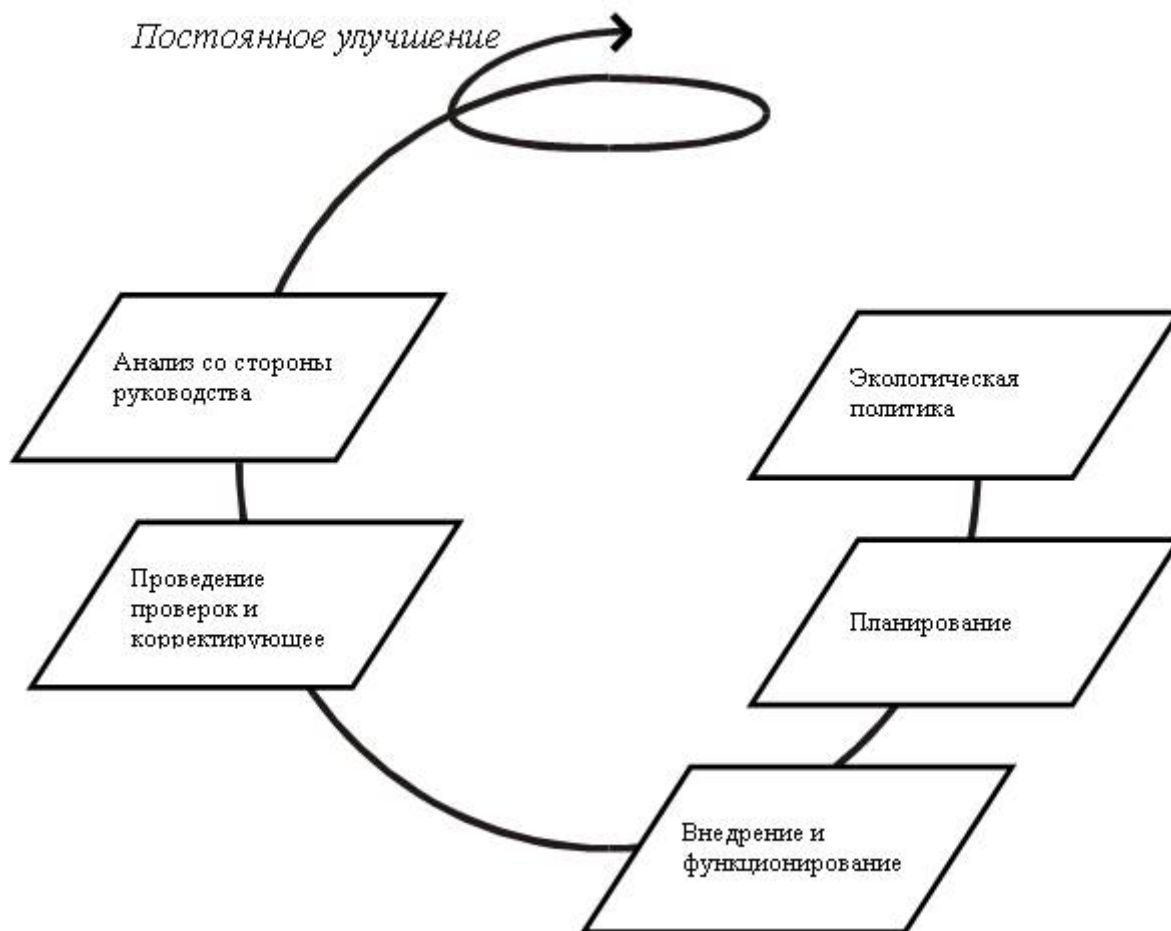 Постоянное улучшение
Анализ со стороны
руководства
Экологическая
политика
Проведение
проверок и
корректирующее
Планирование
Внедрение и
функционирование